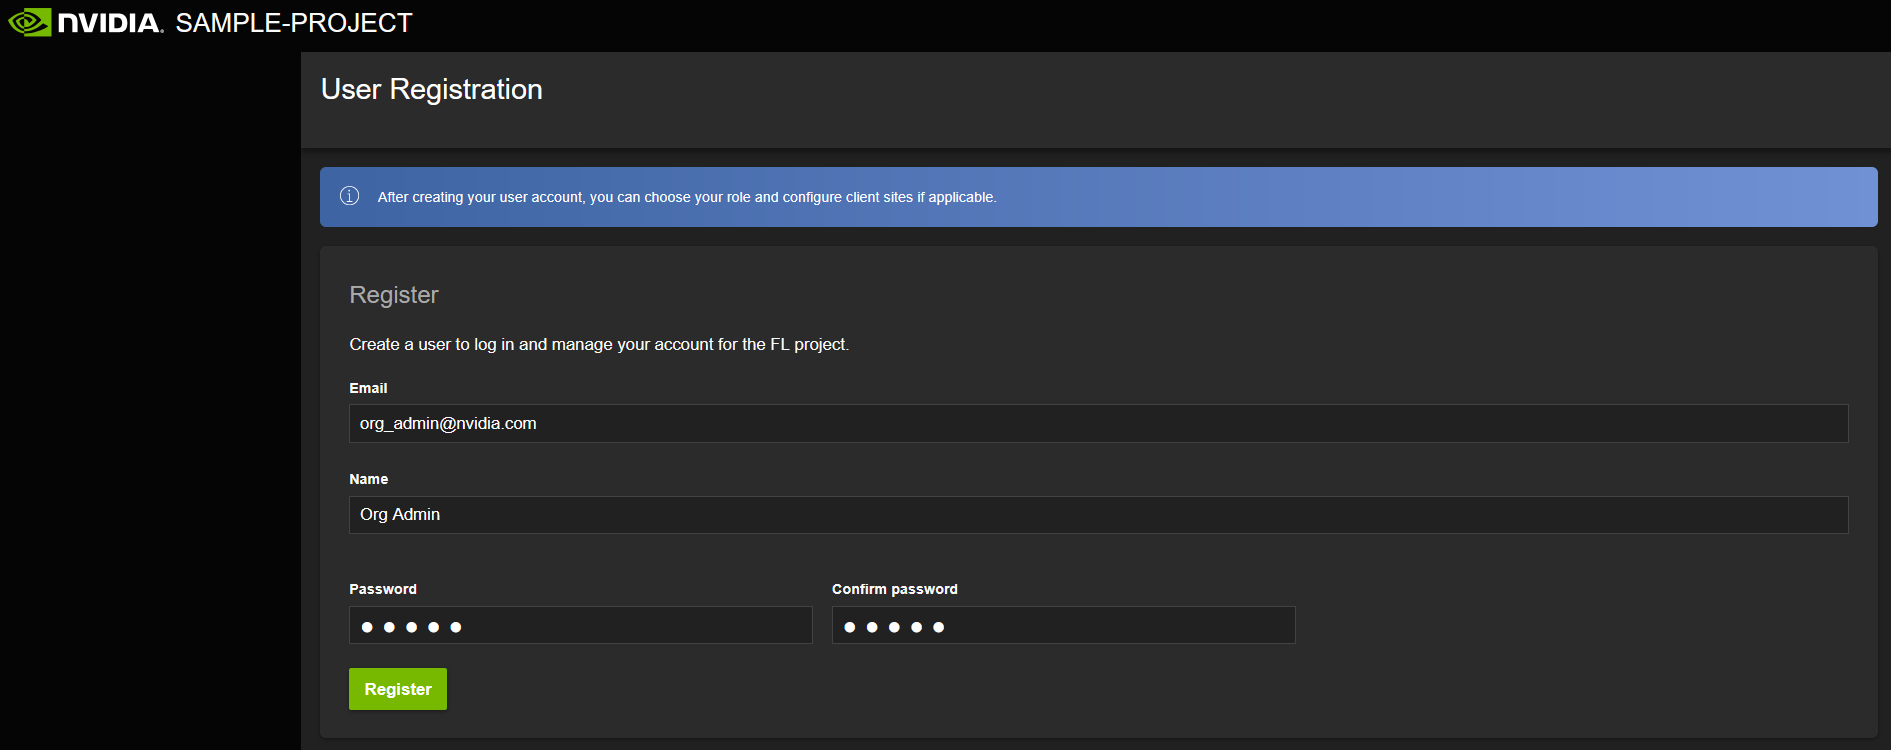 NVIDIA. SAMPLE-PROJECT
User Registration
After creating your user account, you can choose your role and configure client sites if applicable.
Register
Create a user to log in and manage your account for the FL project.
Email
org_admin@nvidia.com
Name
Org Admin
Password Confirm password
● ● ● ● ● ● ● ● ● ●
Register